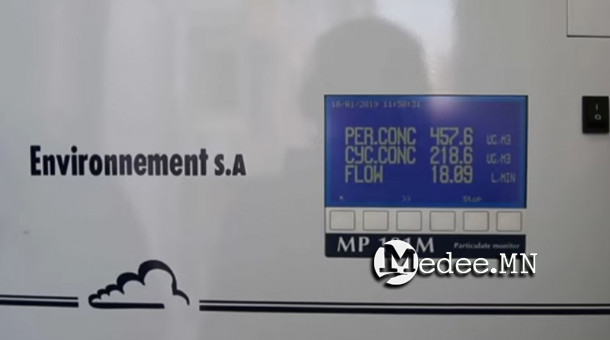 Environnement S.A
18/01/2019 11:50:31
PER.CONC 457.6 UG.M3
CYC.CONC 218.6 UG.M3
FLOW 18.09 L.MIN
>> Stop
MP 101M Particulate monitor
Medee.MN
I
O